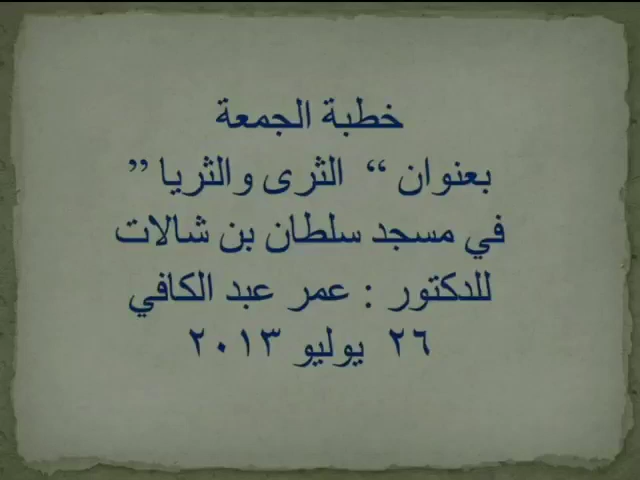 خطبة الجمعة
بعنوان “ الثرى والثريا ”
في مسجد سلطان بن شالات
للدكتور : عمر عبد الكافي
٢٦ يوليو ٢٠١٣